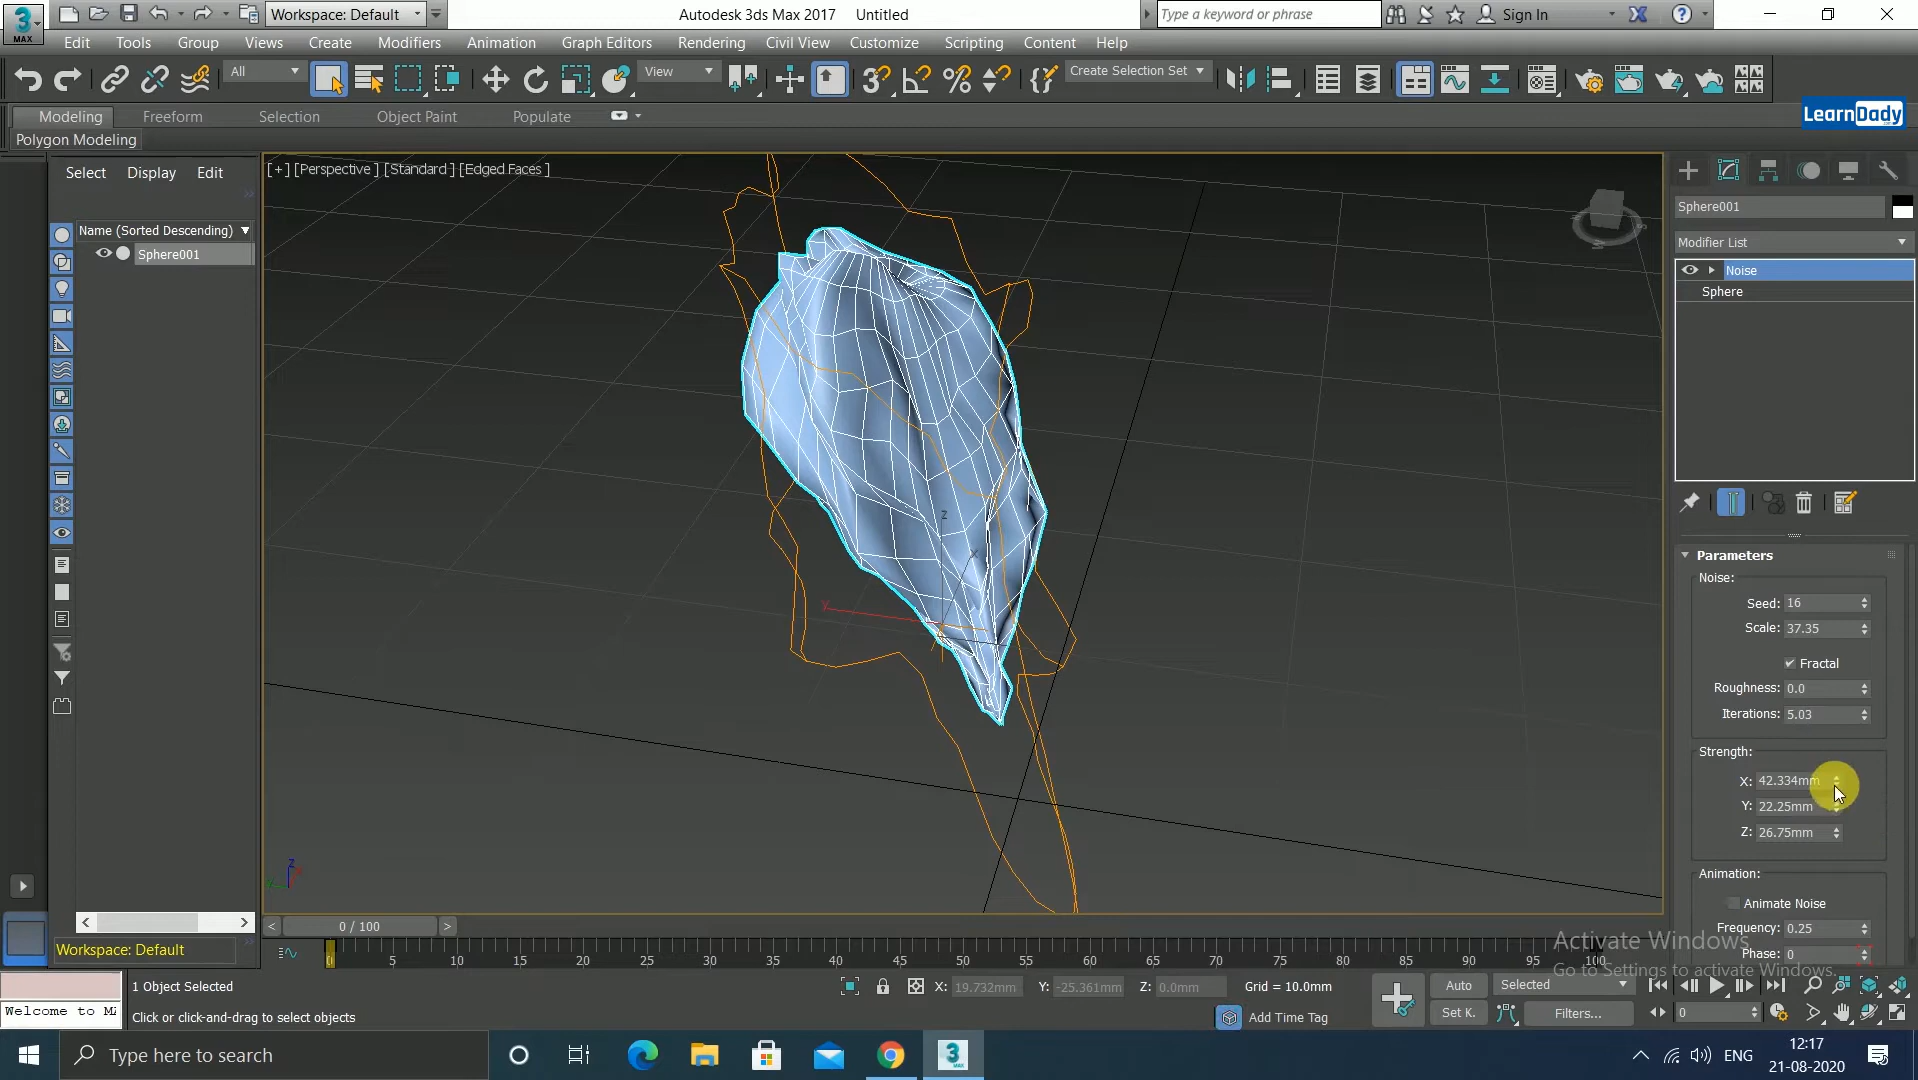 3
MAX
Workspace: Default
Autodesk 3ds Max 2017 Untitled
Type a keyword or phrase
Sign In
Edit Tools Group Views Create Modifiers Animation Graph Editors Rendering Civil View Customize Scripting Content Help
All
View
Create Selection Set
Modeling Freeform Selection Object Paint Populate
LearnDady
Polygon Modeling
Select Display Edit
[+] [Perspective ] [Standard ] [Edged Faces ]
Name (Sorted Descending)
Sphere001
Sphere001
Modifier List
Noise
Sphere
Parameters
Noise:
Seed: 16
Scale: 37.35
Fractal
Roughness: 0.0
Iterations: 5.03
Strength:
X: 42.334mm
Y: 22.25mm
Z: 26.75mm
Animation:
Animate Noise
Frequency: 0.25
Phase: 0
z
x
y
z
0 / 100
Workspace: Default
0 5 10 15 20 25 30 35 40 45 50 55 60 65 70 75 80 85 90 95 100
Activate Windows
Go to Settings to activate Windows.
1 Object Selected
X: 19.732mm Y: -25.361mm Z: 0.0mm Grid = 10.0mm
Auto Selected
Welcome to MA
Click or click-and-drag to select objects
Add Time Tag
Set K. Filters...
0
Type here to search
ENG
12:17
21-08-2020